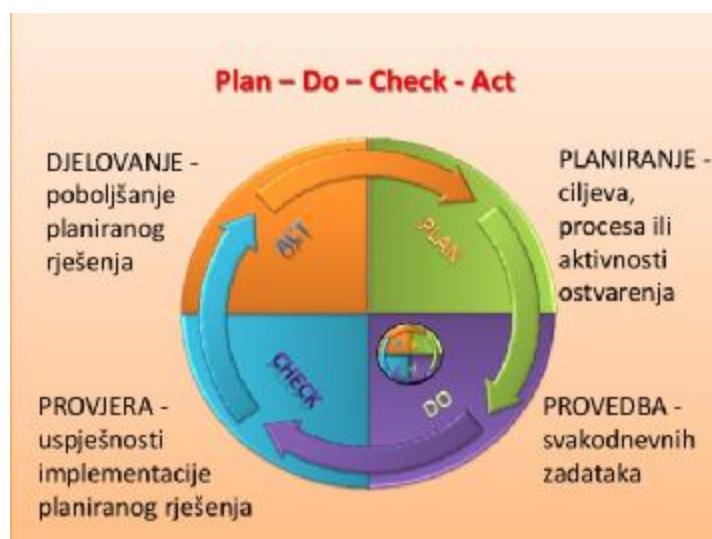 Plan – Do – Check - Act
DJELOVANJE -
poboljšanje
planiranog
rješenja
PLANIRANJE -
ciljeva,
procesa ili
aktivnosti
ostvarenja
ACT
PLAN
CHECK
DO
PROVJERA -
uspješnosti
implementacije
planiranog rješenja
PROVEDBA -
svakodnevnih
zadataka